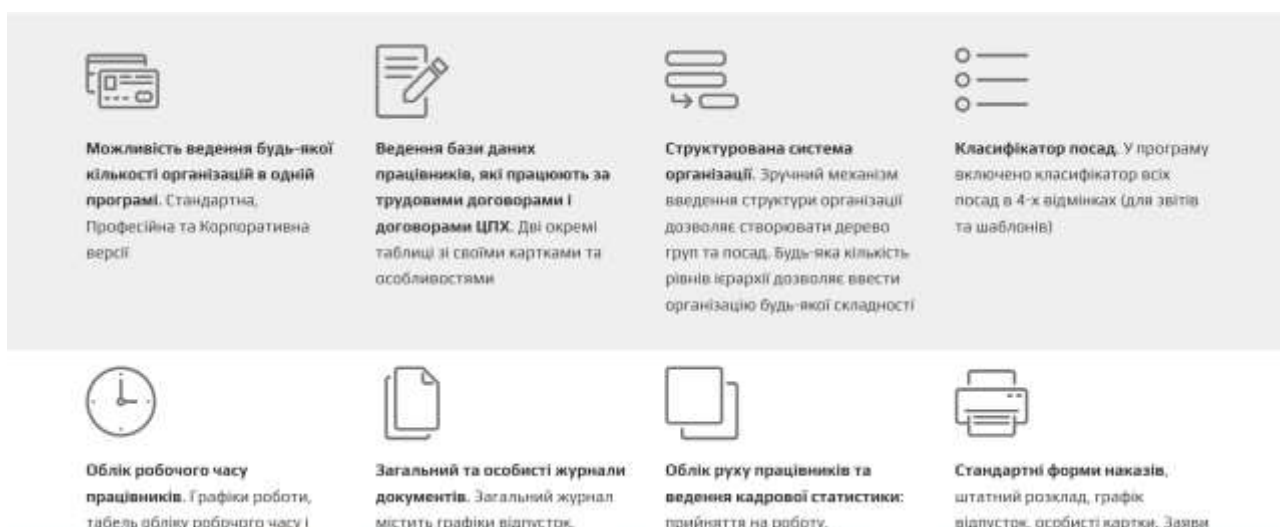 Можливість ведення будь-якої
кількості організацій в одній
програмі. Стандартна,
Професійна та Корпоративна
версії
Ведення бази даних
працівників, які працюють за
трудовими договорами і
договорами ЦПХ. Дві окремі
таблиці зі своїми картками та
особливостями
Структурована система
організації. Зручний механізм
введення структури організації
дозволяє створювати дерево
груп та посад. Будь-яка кількість
рівнів ієрархії дозволяє ввести
організацію будь-якої складності
Класифікатор посад. У програму
включено класифікатор всіх
посад в 4-х відмінках (для звітів
та шаблонів)
Облік робочого часу
працівників. Графіки роботи,
табель обліку робочого часу і
Загальний та особисті журнали
документів. Загальний журнал
містить графіки відпусток,
Облік руху працівників та
ведення кадрової статистики:
прийняття на роботу,
Стандартні форми наказів,
штатний розклад, графік
відпусток, особисті картки. Заяви